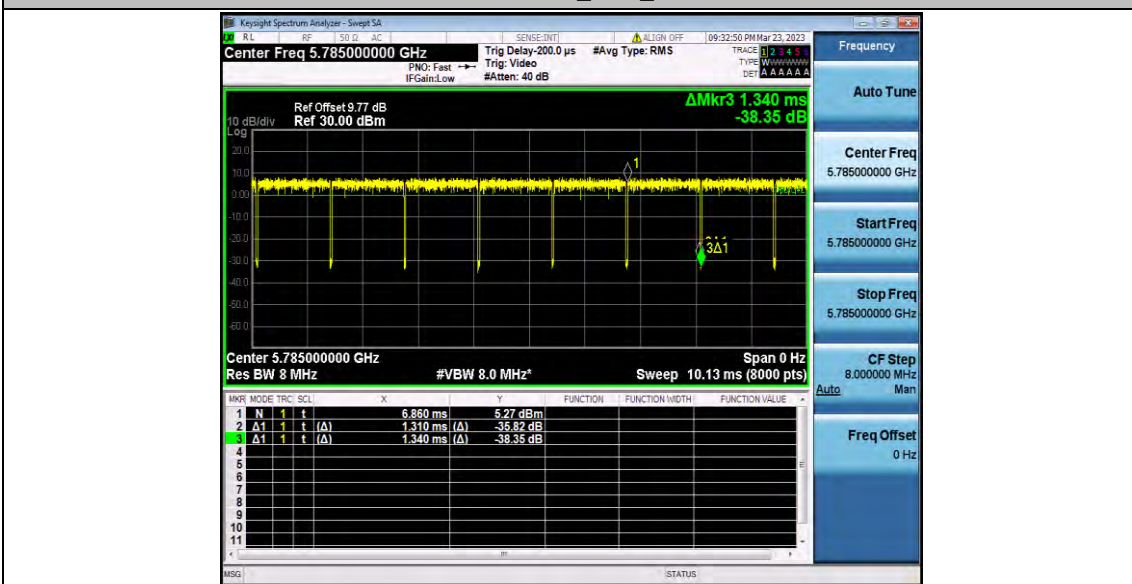 Keysight Spectrum Analyzer - Swept SA
RL RF 50 Ω AC SENSE:INT ALIGN OFF 09:32:50 PM Mar 23, 2023
Center Freq 5.785000000 GHz
PNO: Fast
IFGain:Low
Trig Delay-200.0 µs
Trig: Video
#Atten: 40 dB
#Avg Type: RMS
TRACE 1 2 3 4 5 6
TYPE W
DET A A A A A A
Ref Offset 9.77 dB
10 dB/div Ref 30.00 dBm
ΔMkr3 1.340 ms
-38.35 dB
Log
20.0
10.0
0.00
-10.0
-20.0
-30.0
-40.0
-50.0
-60.0
1
3Δ1
Center 5.785000000 GHz Span 0 Hz
Res BW 8 MHz #VBW 8.0 MHz* Sweep 10.13 ms (8000 pts)
MKR MODE TRC SCL X Y FUNCTION FUNCTION WIDTH FUNCTION VALUE
1 N 1 t 6.860 ms 5.27 dBm
2 Δ1 1 t (Δ) 1.310 ms (Δ) -35.82 dB
3 Δ1 1 t (Δ) 1.340 ms (Δ) -38.35 dB
4
5
6
7
8
9
10
11
MSG STATUS
Frequency
Auto Tune
Center Freq
5.785000000 GHz
Start Freq
5.785000000 GHz
Stop Freq
5.785000000 GHz
CF Step
8.000000 MHz
Auto Man
Freq Offset
0 Hz